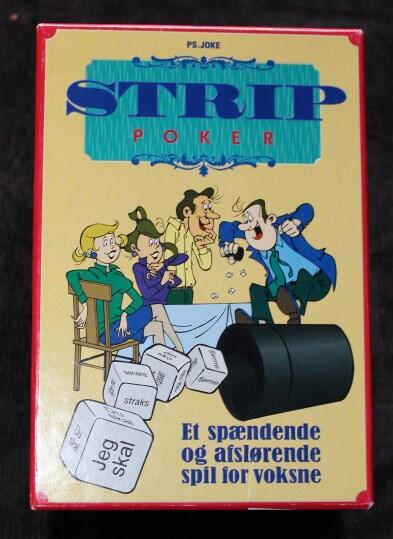 PS. JOKE
STRIP
POKER
straks
Jeg
skal
Et spændende
og afslørende
spil for voksne